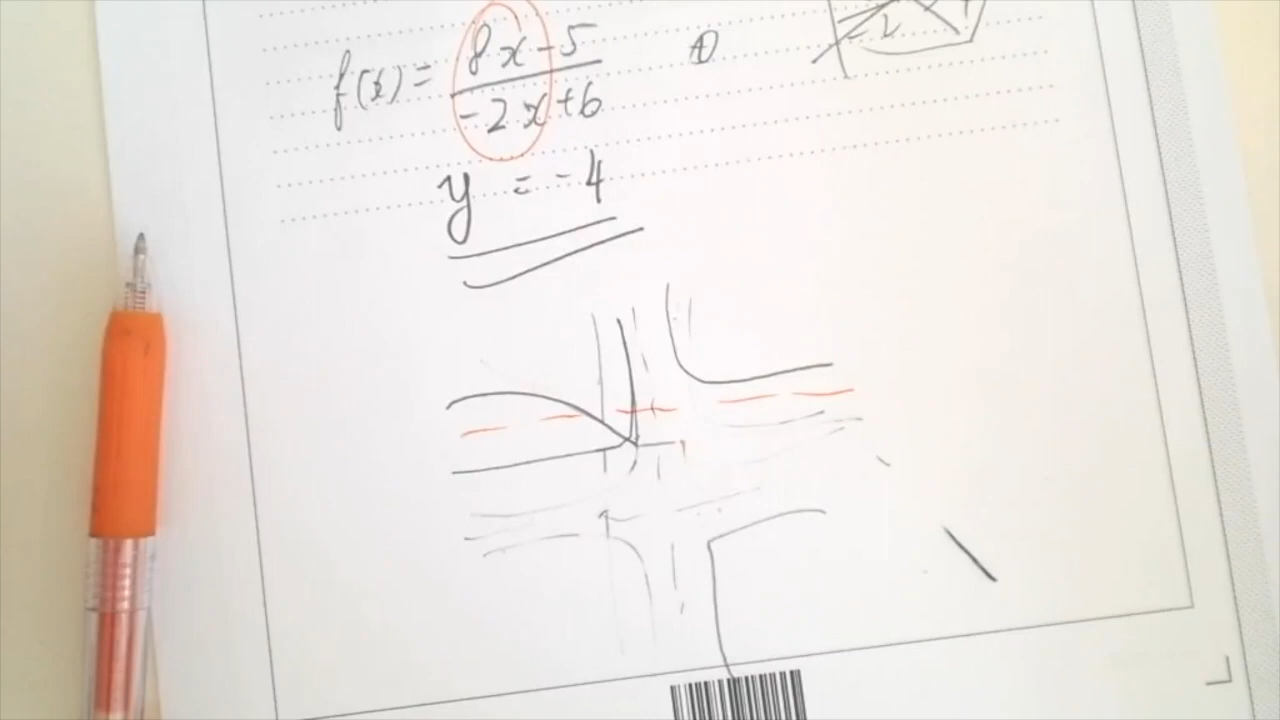 f(x) = 8x-5 / -2x+6
y = -4